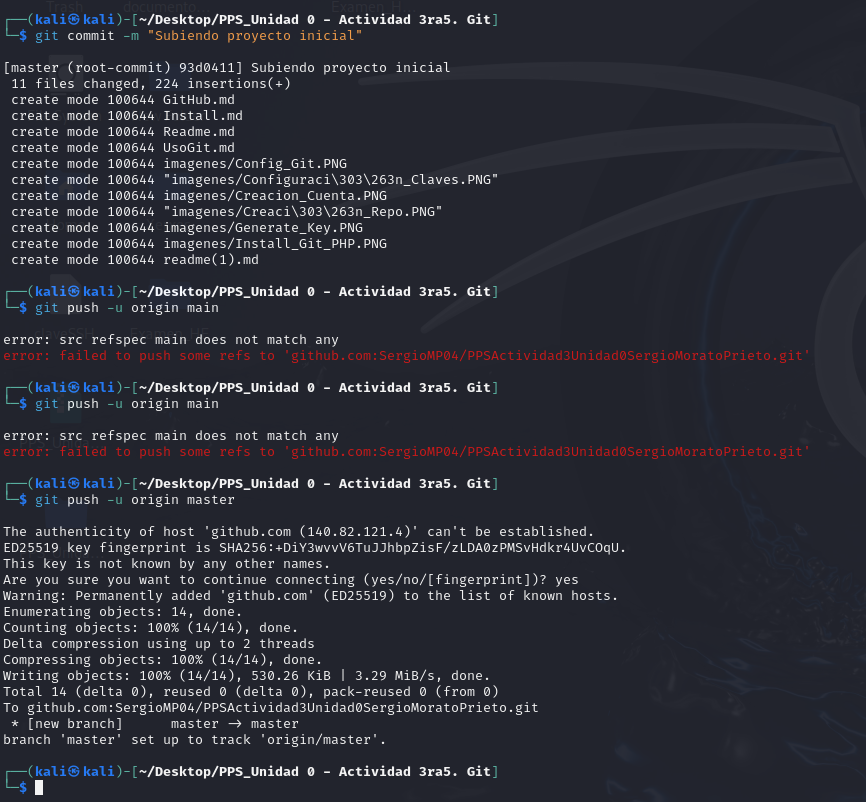 Trash documento...
Examen_H...
┌──(kali㉿kali)-[~/Desktop/PPS_Unidad 0 - Actividad 3ra5. Git]
└─$ git commit -m "Subiendo proyecto inicial"
[master (root-commit) 93d0411] Subiendo proyecto inicial
11 files changed, 224 insertions(+)
create mode 100644 GitHub.md
create mode 100644 Install.md
create mode 100644 Readme.md
create mode 100644 UsoGit.md
create mode 100644 imagenes/Config_Git.PNG
create mode 100644 "imagenes/Configuraci\303\263n_Claves.PNG"
create mode 100644 imagenes/Creacion_Cuenta.PNG
create mode 100644 "imagenes/Creaci\303\263n_Repo.PNG"
create mode 100644 imagenes/Generate_Key.PNG
create mode 100644 imagenes/Install_Git_PHP.PNG
create mode 100644 readme(1).md
┌──(kali㉿kali)-[~/Desktop/PPS_Unidad 0 - Actividad 3ra5. Git]
└─$ git push -u origin main
error: src refspec main does not match any
error: failed to push some refs to 'github.com:SergioMP04/PPSActividad3Unidad0SergioMoratoPrieto.git'
┌──(kali㉿kali)-[~/Desktop/PPS_Unidad 0 - Actividad 3ra5. Git]
└─$ git push -u origin main
error: src refspec main does not match any
error: failed to push some refs to 'github.com:SergioMP04/PPSActividad3Unidad0SergioMoratoPrieto.git'
┌──(kali㉿kali)-[~/Desktop/PPS_Unidad 0 - Actividad 3ra5. Git]
└─$ git push -u origin master
The authenticity of host 'github.com (140.82.121.4)' can't be established.
ED25519 key fingerprint is SHA256:+DiY3wvvV6TuJJhbpZisF/zLDA0zPMSvHdkr4UvCOqU.
This key is not known by any other names.
Are you sure you want to continue connecting (yes/no/[fingerprint])? yes
Warning: Permanently added 'github.com' (ED25519) to the list of known hosts.
Enumerating objects: 14, done.
Counting objects: 100% (14/14), done.
Delta compression using up to 2 threads
Compressing objects: 100% (14/14), done.
Writing objects: 100% (14/14), 530.26 KiB | 3.29 MiB/s, done.
Total 14 (delta 0), reused 0 (delta 0), pack-reused 0 (from 0)
To github.com:SergioMP04/PPSActividad3Unidad0SergioMoratoPrieto.git
* [new branch]      master -> master
branch 'master' set up to track 'origin/master'.
┌──(kali㉿kali)-[~/Desktop/PPS_Unidad 0 - Actividad 3ra5. Git]
└─$